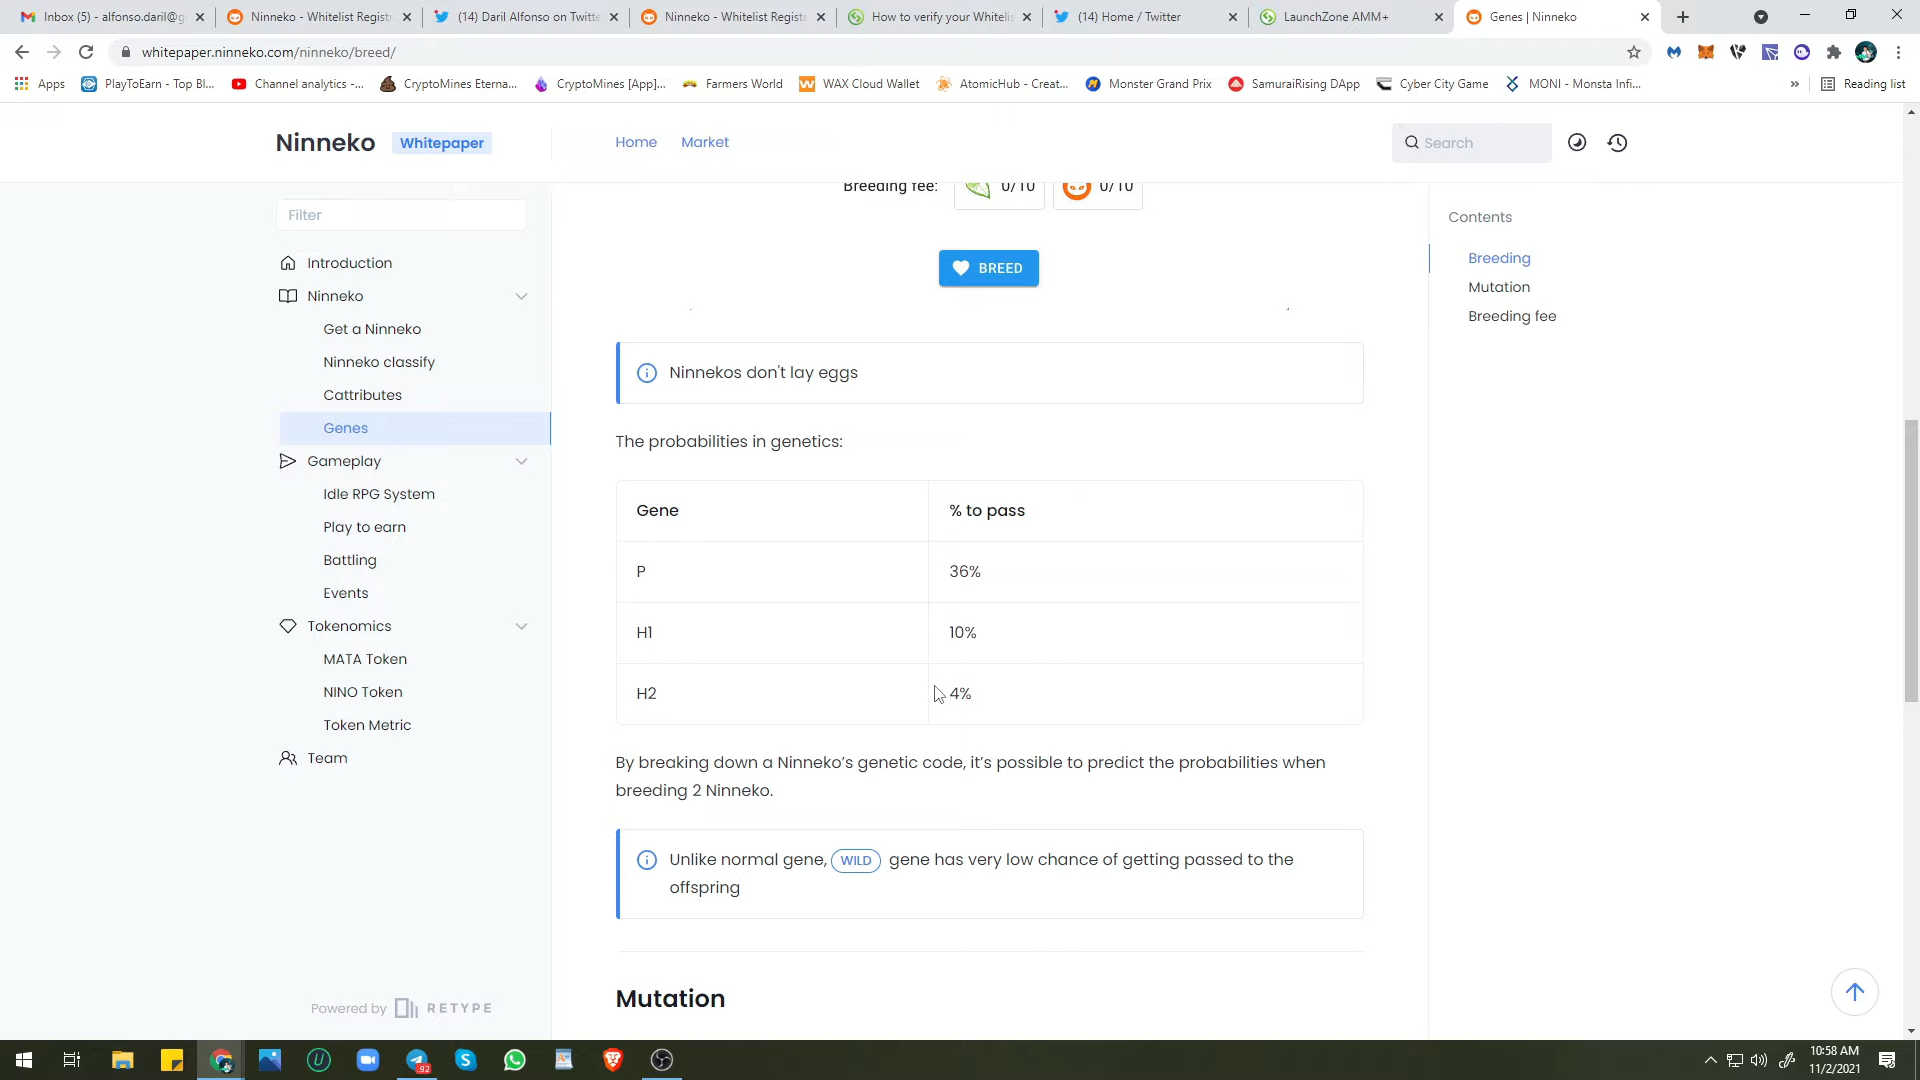 Inbox (5) - alfonso.daril@g
Ninneko - Whitelist Registr
(14) Daril Alfonso on Twitte
Ninneko - Whitelist Registr
How to verify your Whitelis
(14) Home / Twitter
LaunchZone AMM+
Genes | Ninneko
whitepaper.ninneko.com/ninneko/breed/
Apps
PlayToEarn - Top Bl...
Channel analytics -...
CryptoMines Eterna...
CryptoMines [App]...
Farmers World
WAX Cloud Wallet
AtomicHub - Creat...
Monster Grand Prix
SamuraiRising DApp
Cyber City Game
MONI - Monsta Infi...
»
Reading list
Ninneko
Whitepaper
Home
Market
Search
Filter
Introduction
Ninneko
Get a Ninneko
Ninneko classify
Cattributes
Genes
Gameplay
Idle RPG System
Play to earn
Battling
Events
Tokenomics
MATA Token
NINO Token
Token Metric
Team
Powered by RETYPE
Breeding fee: 0/10 0/10
BREED
Ninnekos don't lay eggs
The probabilities in genetics:
Gene % to pass
P 36%
H1 10%
H2 4%
By breaking down a Ninneko’s genetic code, it’s possible to predict the probabilities when
breeding 2 Ninneko.
Unlike normal gene, WILD gene has very low chance of getting passed to the
offspring
Mutation
Contents
Breeding
Mutation
Breeding fee
92
10:58 AM
11/2/2021